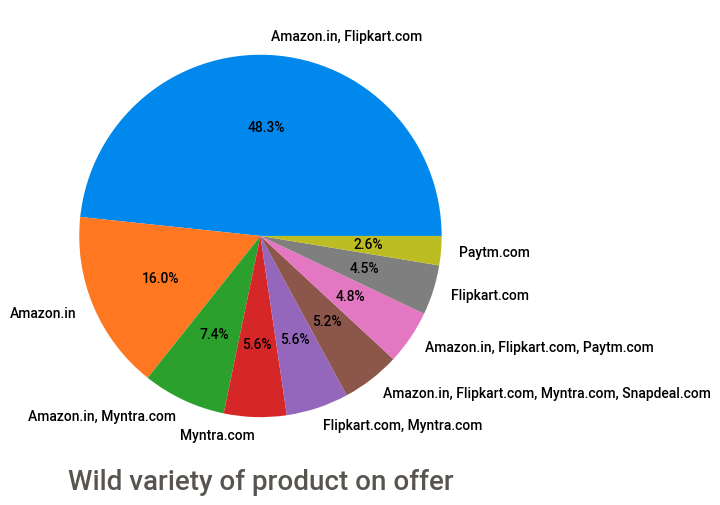 Amazon.in, Flipkart.com
48.3%
2.6%
Paytm.com
4.5%
16.0%
Flipkart.com
4.8%
Amazon.in
5.2%
7.4%
5.6%
5.6%
Amazon.in, Flipkart.com, Paytm.com
Amazon.in, Flipkart.com, Myntra.com, Snapdeal.com
Amazon.in, Myntra.com
Flipkart.com, Myntra.com
Myntra.com
Wild variety of product on offer